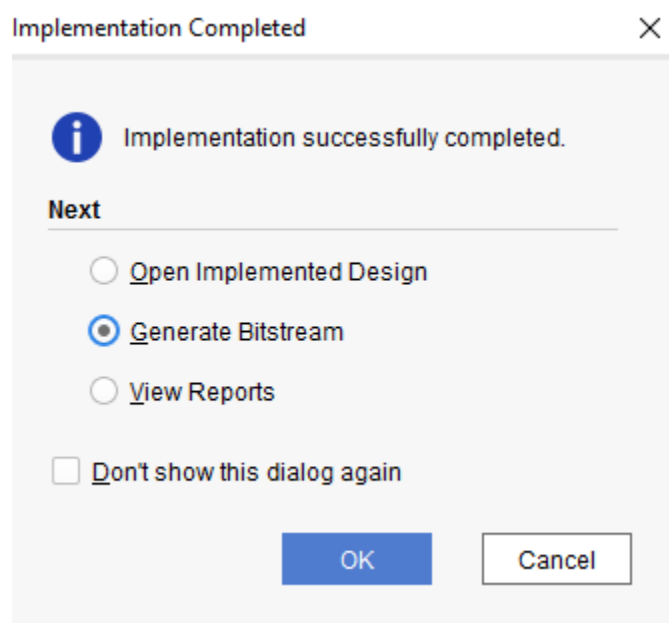 Implementation Completed
Implementation successfully completed.
Next
Open Implemented Design
Generate Bitstream
View Reports
Don't show this dialog again
OK
Cancel